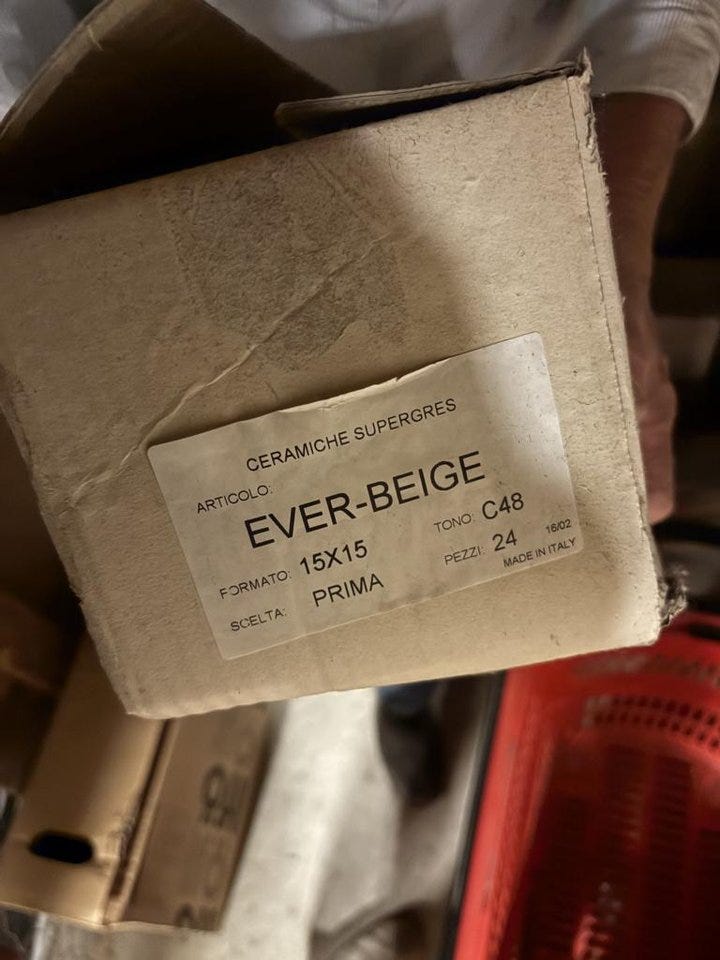 CERAMICHE SUPERGRES
ARTICOLO:
EVER-BEIGE
FORMATO: 15X15 TONO: C48
SCELTA: PRIMA PEZZI: 24 16/02
MADE IN ITALY